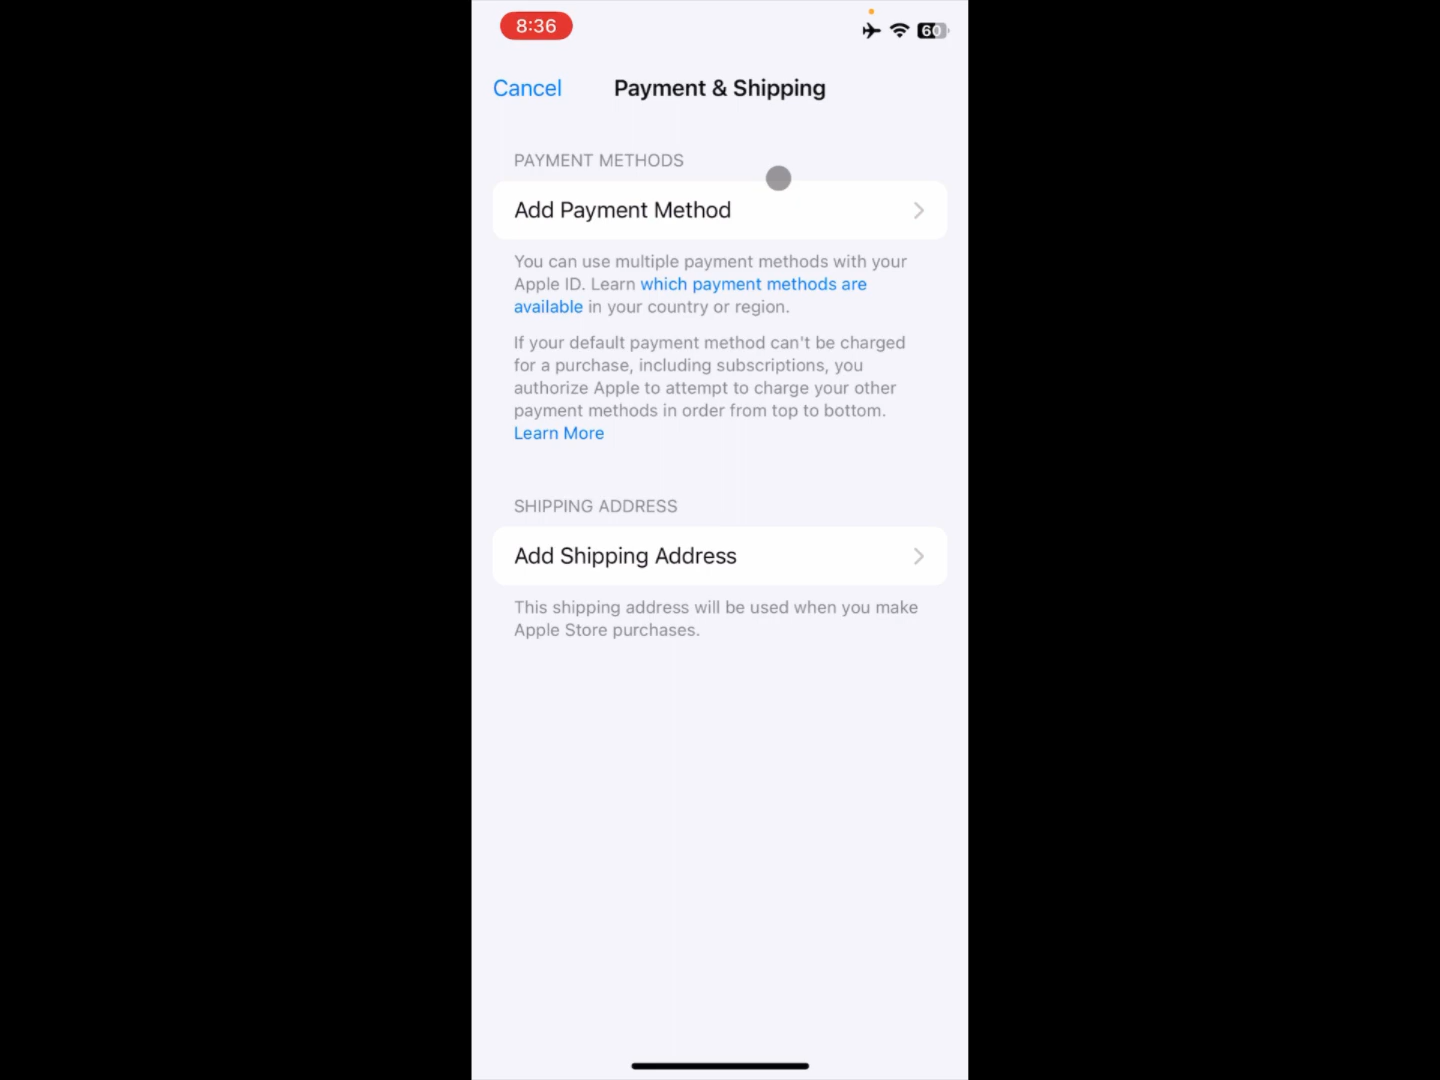 8:36
60
Cancel
Payment & Shipping
PAYMENT METHODS
Add Payment Method
You can use multiple payment methods with your
Apple ID. Learn which payment methods are
available in your country or region.
If your default payment method can't be charged
for a purchase, including subscriptions, you
authorize Apple to attempt to charge your other
payment methods in order from top to bottom.
Learn More
SHIPPING ADDRESS
Add Shipping Address
This shipping address will be used when you make
Apple Store purchases.